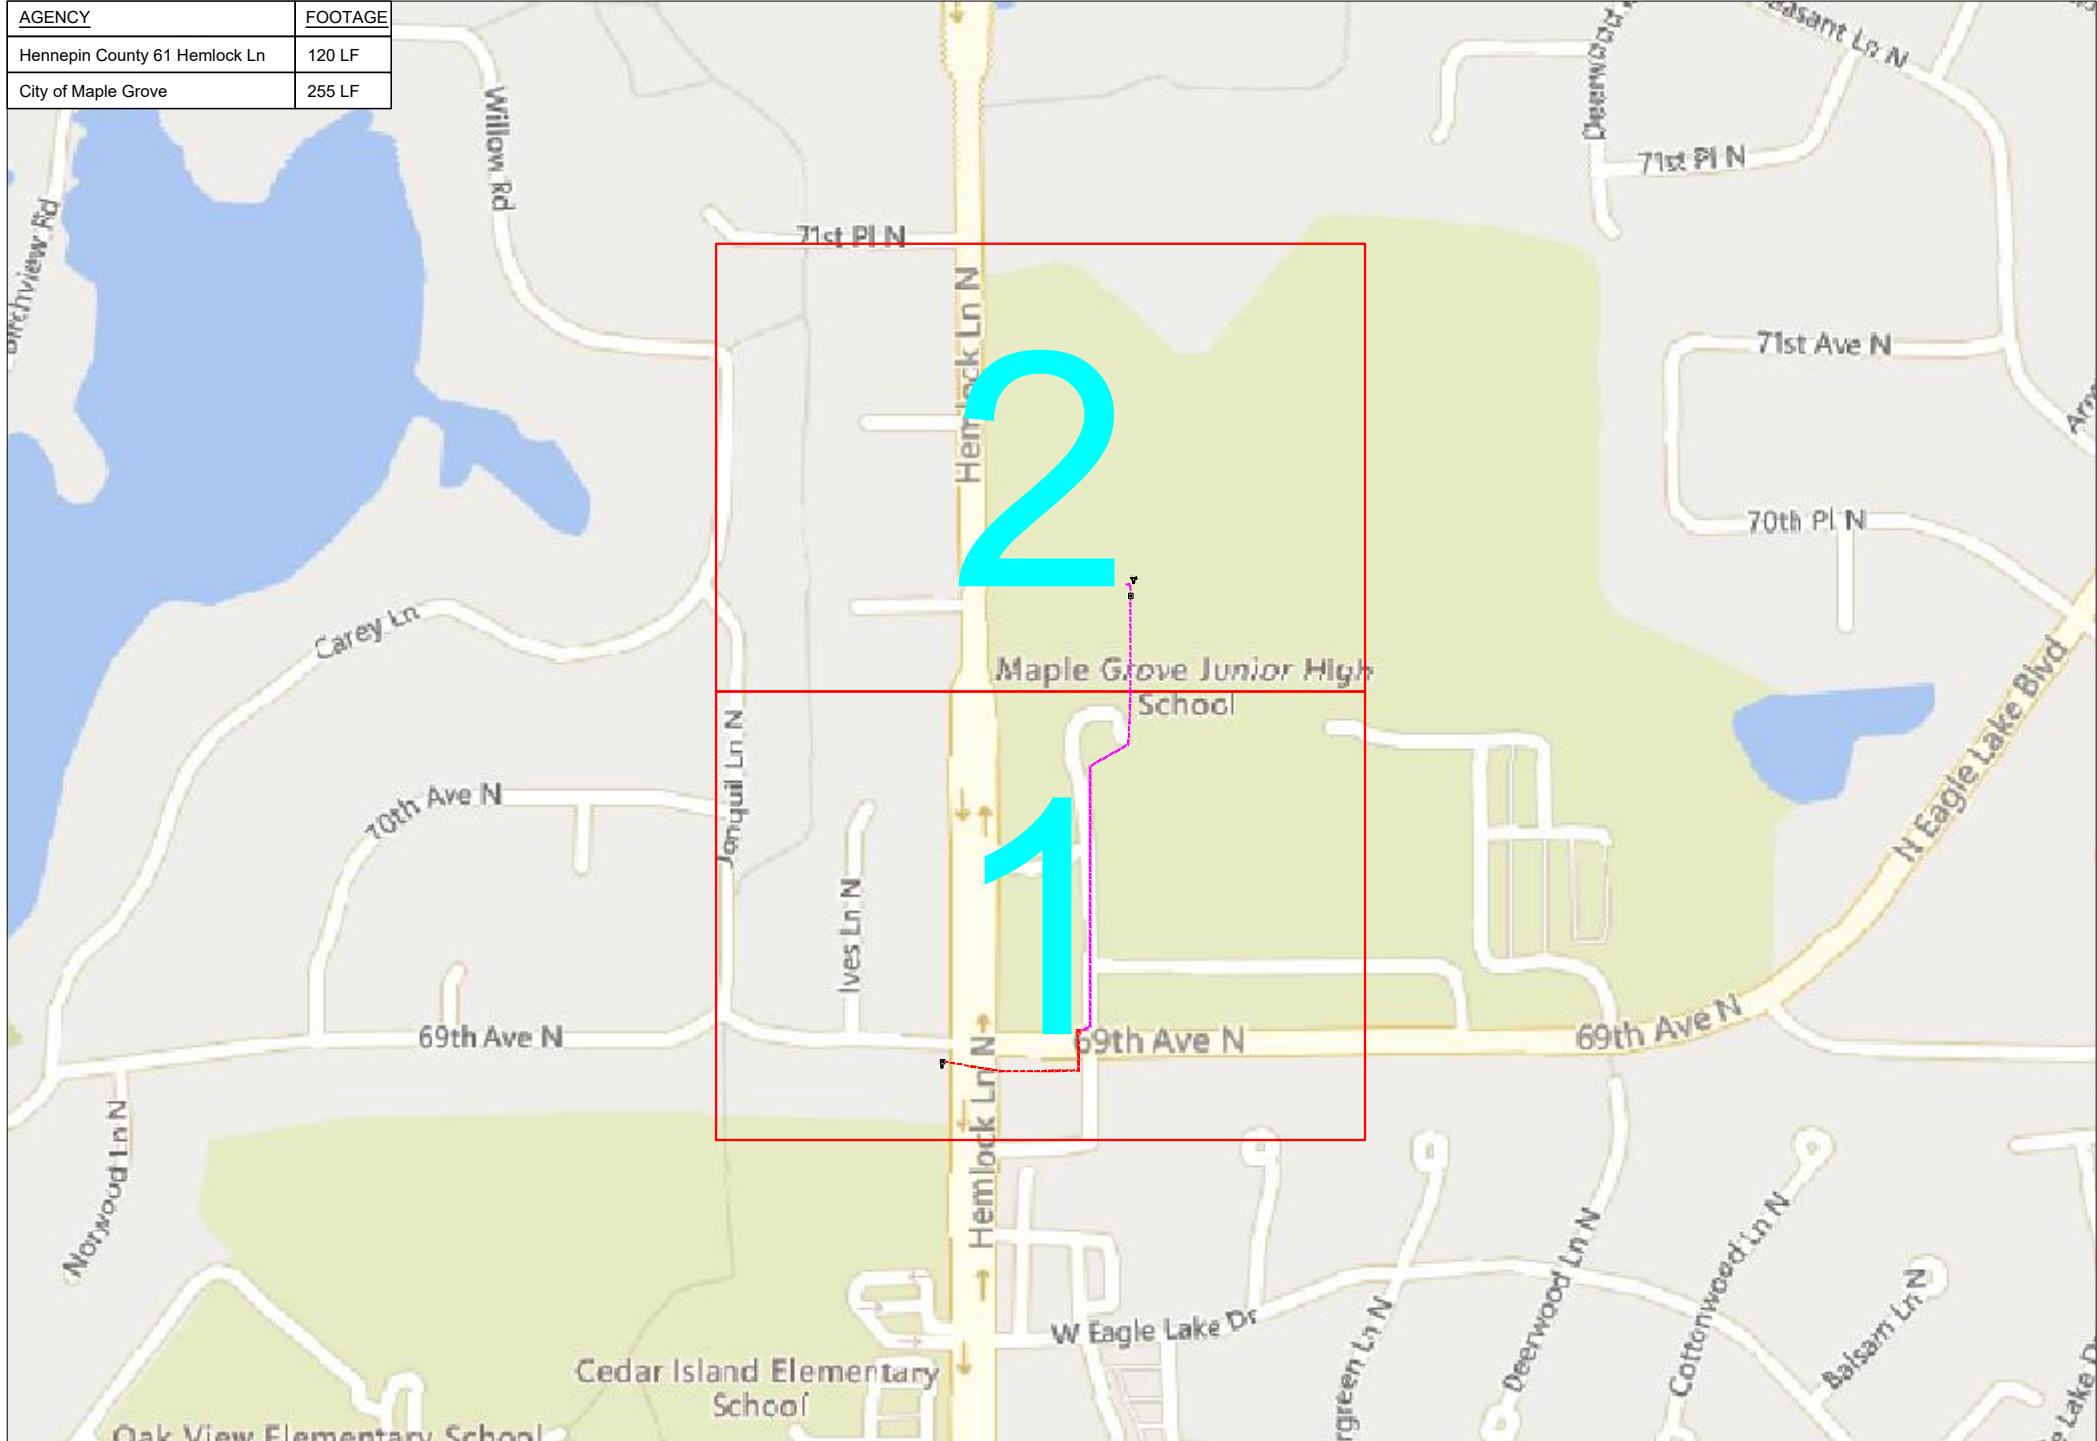 AGENCY FOOTAGE
Hennepin County 61 Hemlock Ln 120 LF
City of Maple Grove 255 LF
Willow Rd
Deerwood
Ln N
71st Pl N
71st Pl N
Hemlock Ln N
71st Ave N
2
70th Pl N
Carey Ln
Maple Grove Junior High
School
N Eagle Lake Blvd
Jonquil Ln N
70th Ave N
1
Ives Ln N
69th Ave N
69th Ave N
69th Ave N
Hemlock Ln N
Norwood Ln N
Deerwood Ln N
Cottonwood Ln N
Balsam Ln N
W Eagle Lake Dr
Ln N
Cedar Island Elementary
School
Oak View Elementary School
Lake